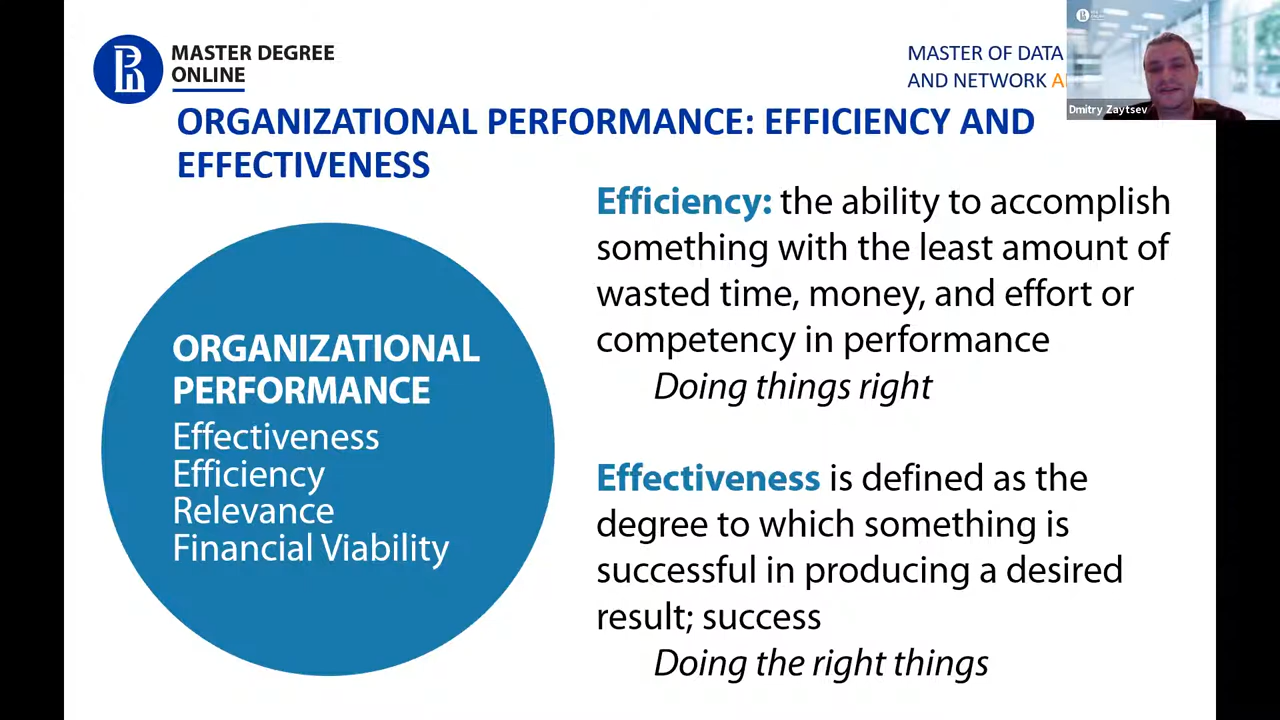 MASTER DEGREE
ONLINE
MASTER OF DATA
AND NETWORK
Dmitry Zaytsev
ORGANIZATIONAL PERFORMANCE: EFFICIENCY AND
EFFECTIVENESS
ORGANIZATIONAL
PERFORMANCE
Effectiveness
Efficiency
Relevance
Financial Viability
Efficiency: the ability to accomplish
something with the least amount of
wasted time, money, and effort or
competency in performance
Doing things right
Effectiveness is defined as the
degree to which something is
successful in producing a desired
result; success
Doing the right things